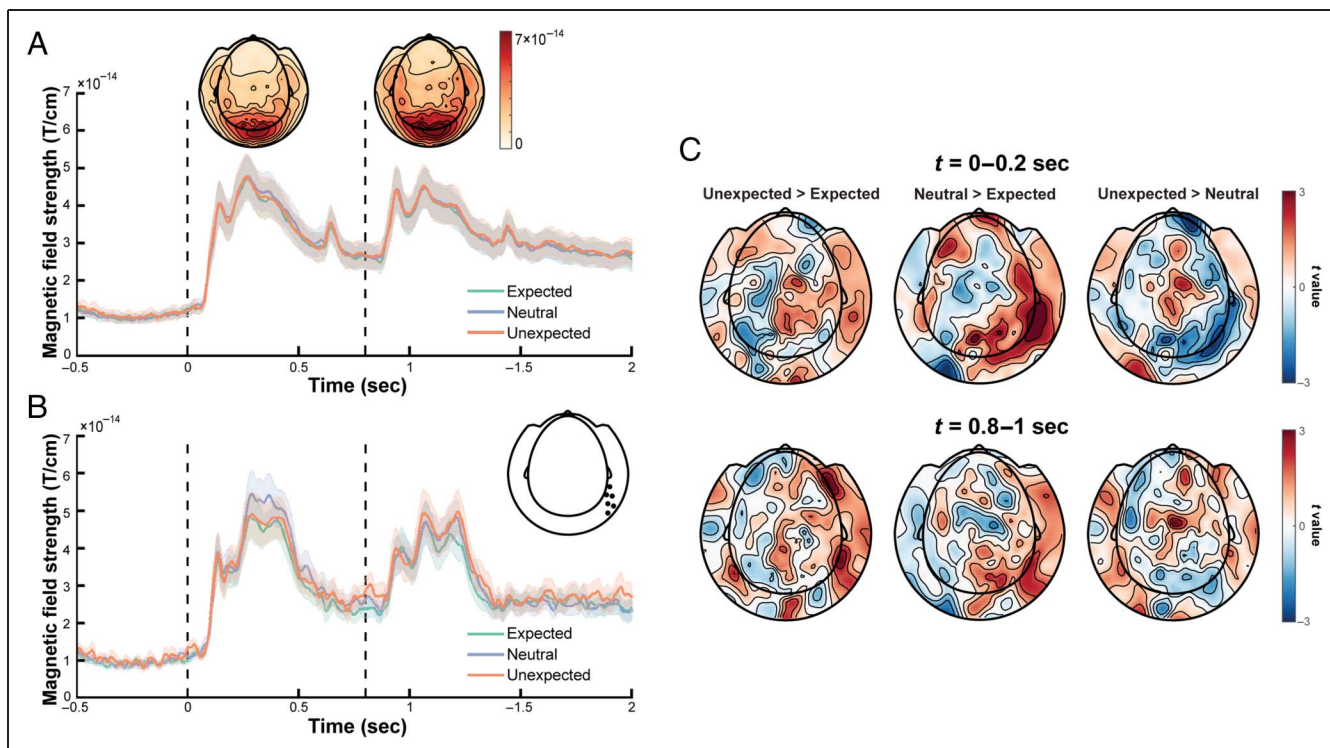 A
7×10−14
0
×10−14
7
6
5
4
3
2
1
0
Magnetic field strength (T/cm)
Expected
Neutral
Unexpected
−0.5 0 0.5 1 −1.5 2
Time (sec)
B
×10−14
7
6
5
4
3
2
1
0
Magnetic field strength (T/cm)
Expected
Neutral
Unexpected
−0.5 0 0.5 1 −1.5 2
Time (sec)
C
t = 0–0.2 sec
Unexpected > Expected Neutral > Expected Unexpected > Neutral
3
0
−3
t value
t = 0.8–1 sec
3
0
−3
t value